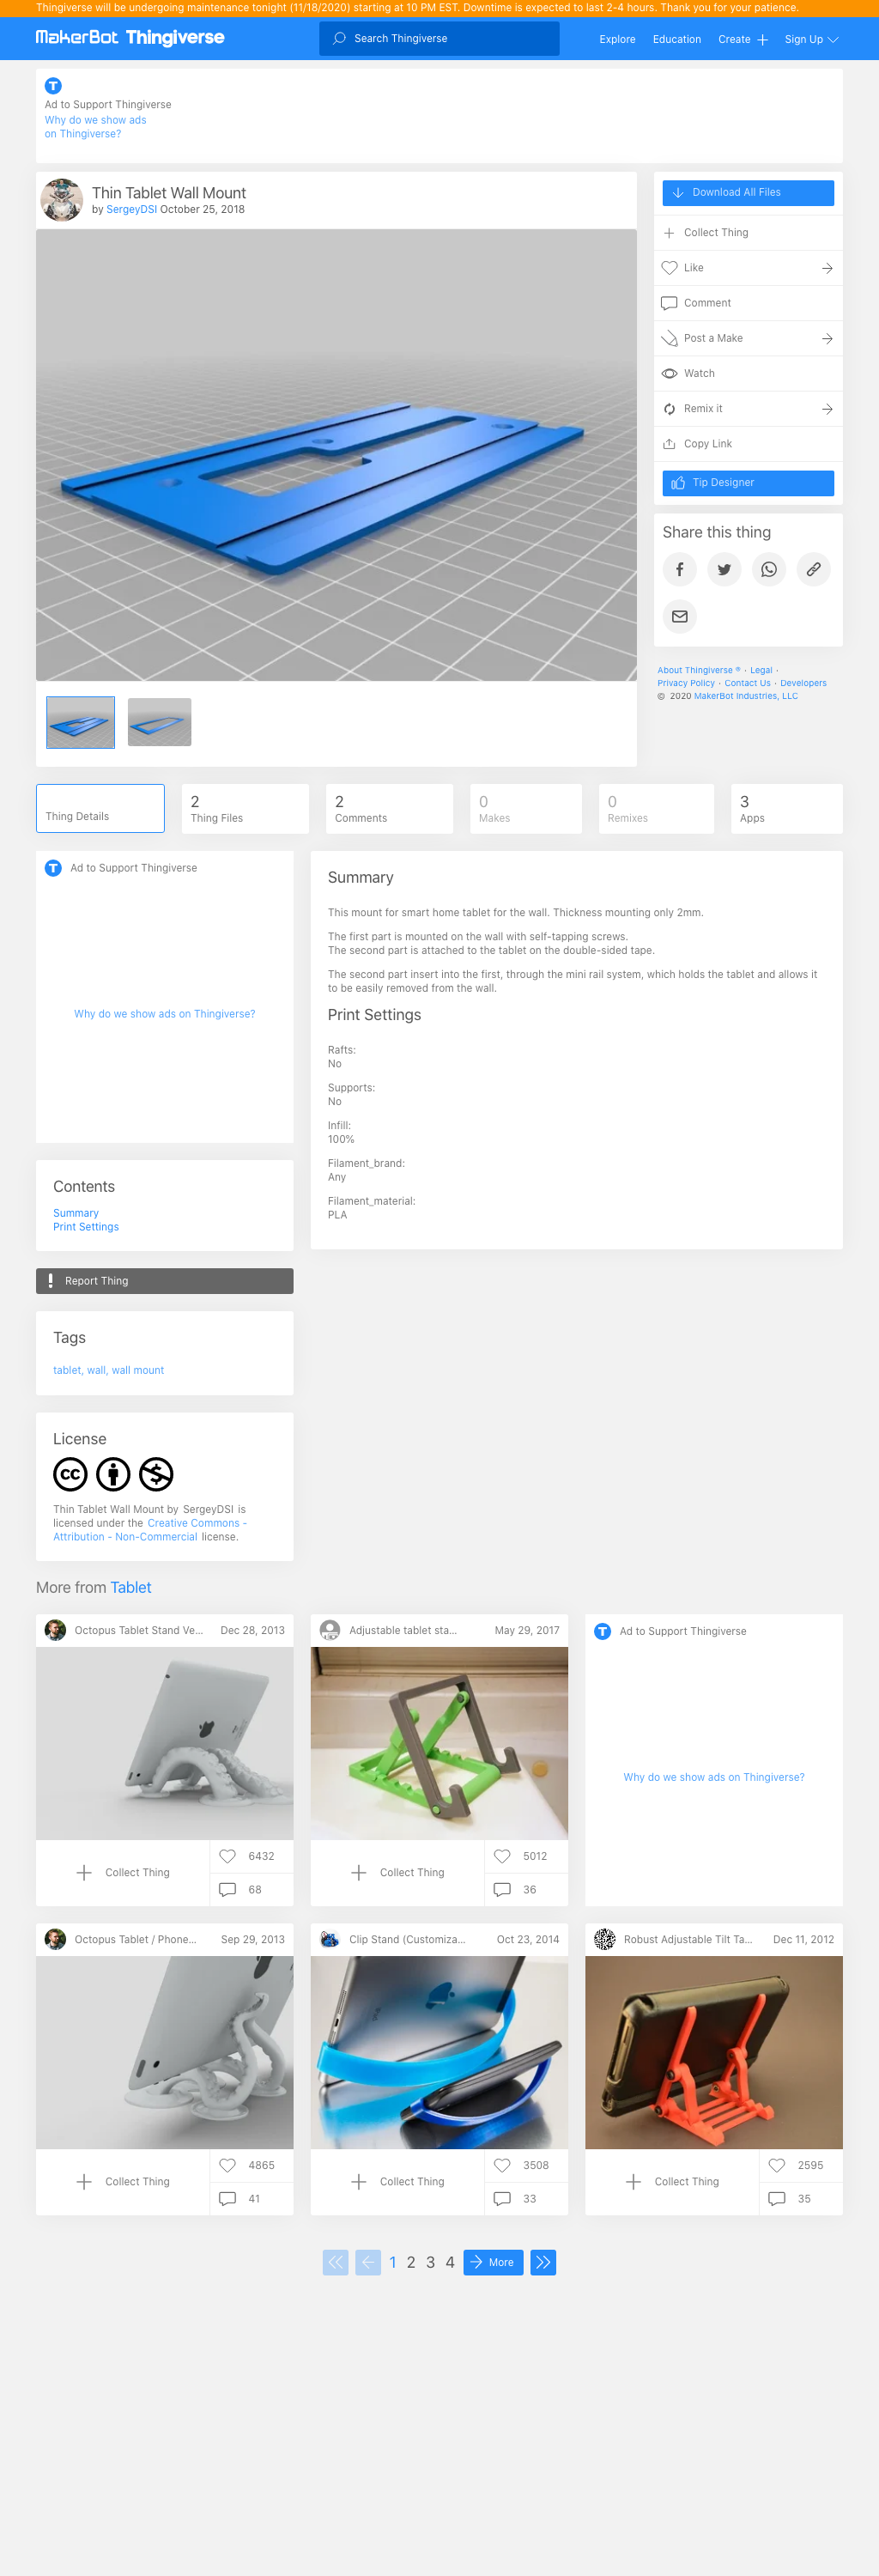 Thingiverse will be undergoing maintenance tonight (11/18/2020) starting at 10 PM EST. Downtime is expected to last 2-4 hours. Thank you for your patience.
MakerBot Thingiverse
Search Thingiverse
Explore
Education
Create
Sign Up
Ad to Support Thingiverse
Why do we show ads
on Thingiverse?
Thin Tablet Wall Mount
by SergeyDSI October 25, 2018
Download All Files
Collect Thing
Like
Comment
Post a Make
Watch
Remix it
Copy Link
Tip Designer
Share this thing
About Thingiverse ® · Legal ·
Privacy Policy · Contact Us · Developers
© 2020 MakerBot Industries, LLC
Thing Details
2
Thing Files
2
Comments
0
Makes
0
Remixes
3
Apps
Ad to Support Thingiverse
Why do we show ads on Thingiverse?
Summary
This mount for smart home tablet for the wall. Thickness mounting only 2mm.
The first part is mounted on the wall with self-tapping screws.
The second part is attached to the tablet on the double-sided tape.
The second part insert into the first, through the mini rail system, which holds the tablet and allows it
to be easily removed from the wall.
Print Settings
Rafts:
No
Supports:
No
Infill:
100%
Filament_brand:
Any
Filament_material:
PLA
Contents
Summary
Print Settings
Report Thing
Tags
tablet, wall, wall mount
License
Thin Tablet Wall Mount by SergeyDSI is
licensed under the Creative Commons -
Attribution - Non-Commercial license.
More from Tablet
Octopus Tablet Stand Ve... Dec 28, 2013
Collect Thing
6432
68
Adjustable tablet sta... May 29, 2017
Collect Thing
5012
36
Ad to Support Thingiverse
Why do we show ads on Thingiverse?
Octopus Tablet / Phone... Sep 29, 2013
Collect Thing
4865
41
Clip Stand (Customiza... Oct 23, 2014
Collect Thing
3508
33
Robust Adjustable Tilt Ta... Dec 11, 2012
Collect Thing
2595
35
1 2 3 4 More